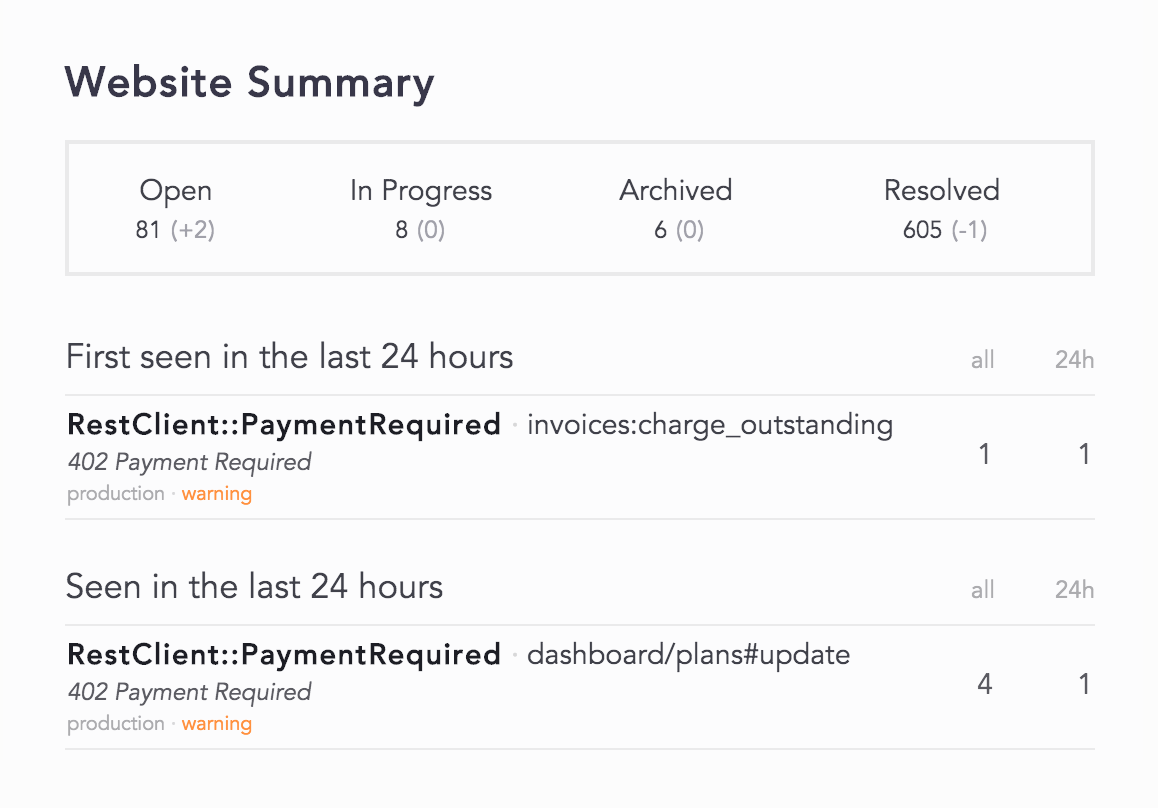 Website Summary
Open In Progress Archived Resolved
81 (+2) 8 (0) 6 (0) 605 (-1)
First seen in the last 24 hours all 24h
RestClient::PaymentRequired · invoices:charge_outstanding 1 1
402 Payment Required
production · warning
Seen in the last 24 hours all 24h
RestClient::PaymentRequired · dashboard/plans#update 4 1
402 Payment Required
production · warning